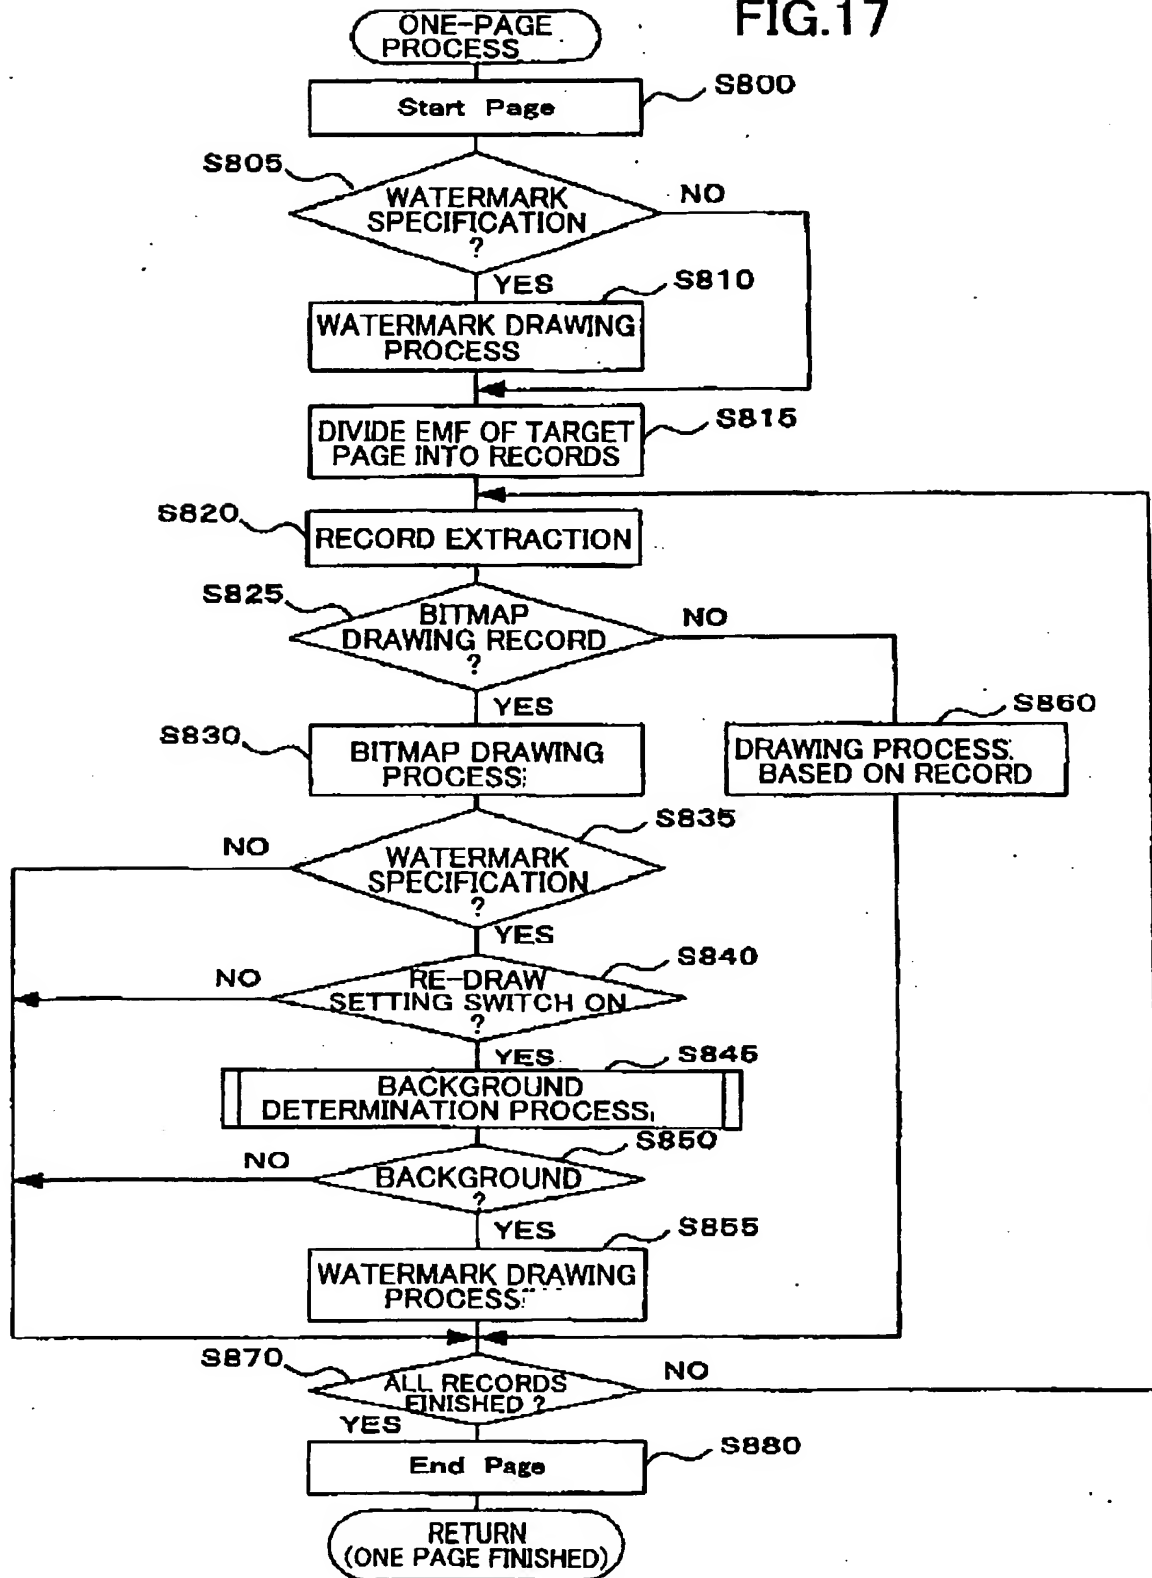 FIG.17
ONE-PAGE
PROCESS
S800
Start Page
S805
WATERMARK
SPECIFICATION
?
NO
YES
S810
WATERMARK DRAWING
PROCESS
S815
DIVIDE EMF OF TARGET
PAGE INTO RECORDS
S820
RECORD EXTRACTION
S825
BITMAP
DRAWING RECORD
?
NO
YES
S830
BITMAP DRAWING
PROCESS
S860
DRAWING PROCESS
BASED ON RECORD
S835
NO
WATERMARK
SPECIFICATION
?
YES
S840
NO
RE-DRAW
SETTING SWITCH ON
?
YES
S845
BACKGROUND
DETERMINATION PROCESS
S850
NO
BACKGROUND
?
YES
S855
WATERMARK DRAWING
PROCESS
S870
ALL RECORDS
FINISHED ?
NO
YES
S880
End Page
RETURN
(ONE PAGE FINISHED)